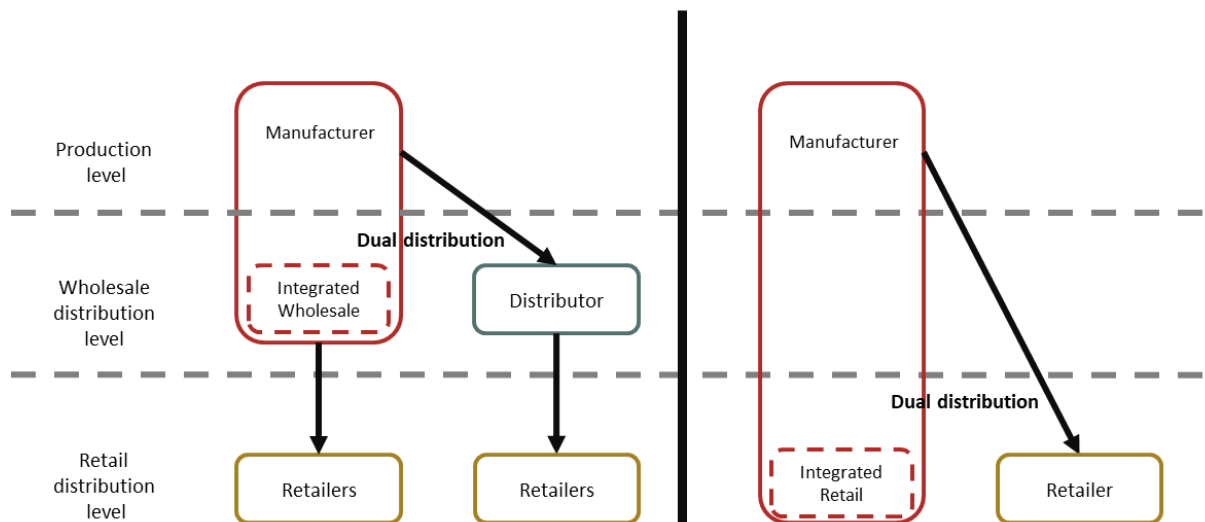 Production
level
Manufacturer
Manufacturer
Dual distribution
Wholesale
distribution
level
Integrated
Wholesale
Distributor
Dual distribution
Retail
distribution
level
Retailers
Retailers
Integrated
Retail
Retailer